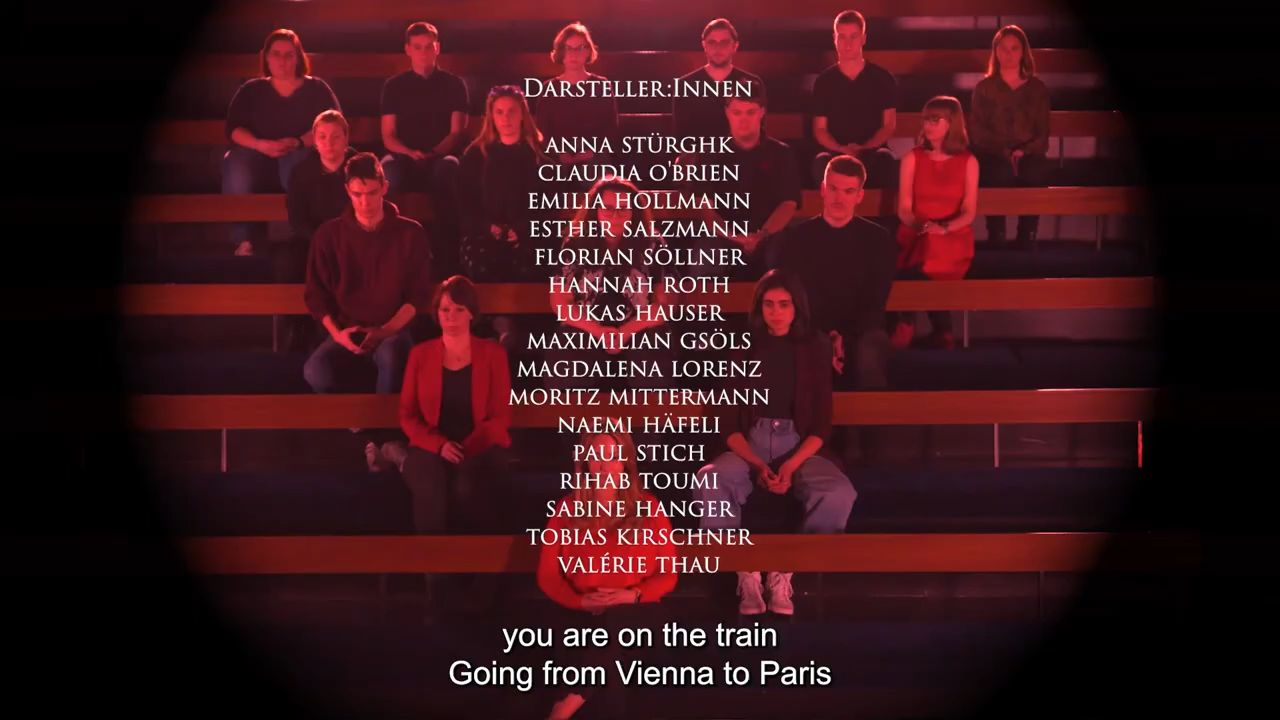 DARSTELLER:INNEN
ANNA STÜRGHK
CLAUDIA O'BRIEN
EMILIA HOLLMANN
ESTHER SALZMANN
FLORIAN SÖLLNER
HANNAH ROTH
LUKAS HAUSER
MAXIMILIAN GSÖLS
MAGDALENA LORENZ
MORITZ MITTERMANN
NAEMI HÄFELI
PAUL STICH
RIHAB TOUMI
SABINE HANGER
TOBIAS KIRSCHNER
VALÉRIE THAU
you are on the train
Going from Vienna to Paris